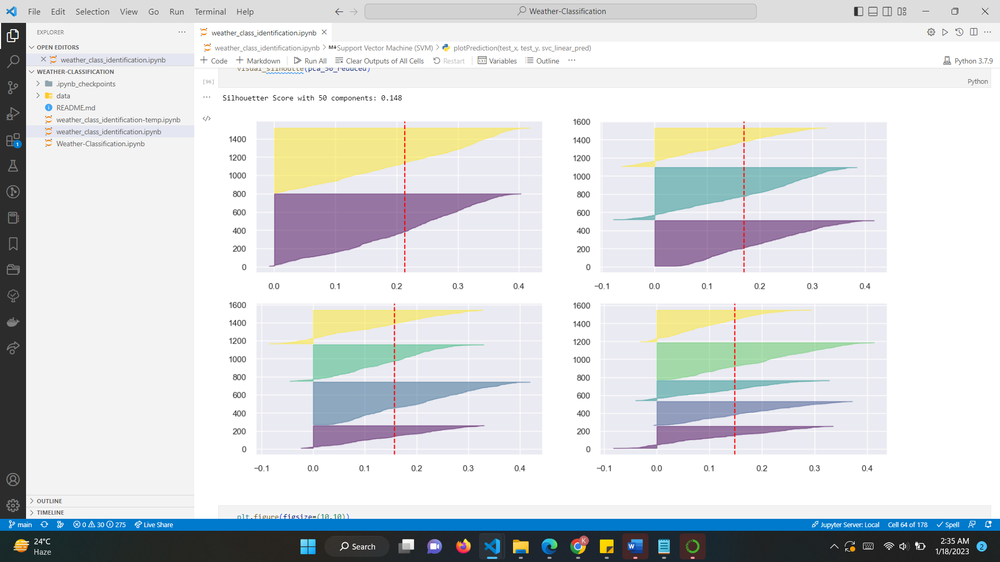 File Edit Selection View Go Run Terminal Help
Weather-Classification
EXPLORER
OPEN EDITORS
weather_class_identification.ipynb
WEATHER-CLASSIFICATION
.ipynb_checkpoints
data
README.md
weather_class_identification-temp.ipynb
weather_class_identification.ipynb
Weather-Classification.ipynb
OUTLINE
TIMELINE
1
weather_class_identification.ipynb
weather_class_identification.ipynb > M↓Support Vector Machine (SVM) > plotPrediction(test_x, test_y, svc_linear_pred)
+ Code + Markdown Run All Clear Outputs of All Cells Restart Variables Outline ... Python 3.7.9
visual_silhoutte(pca_50_reduced)
[96]
Python
Silhouetter Score with 50 components: 0.148
1400
1200
1000
800
600
400
200
0
0.0 0.1 0.2 0.3 0.4
1600
1400
1200
1000
800
600
400
200
0
−0.1 0.0 0.1 0.2 0.3 0.4
1600
1400
1200
1000
800
600
400
200
0
−0.1 0.0 0.1 0.2 0.3 0.4
1600
1400
1200
1000
800
600
400
200
0
−0.1 0.0 0.1 0.2 0.3 0.4
plt.figure(figsize=(10,10))
main 0 30 275 Live Share Jupyter Server: Local Cell 64 of 178 Spell
24°C
Haze
Search
K
W
2:35 AM
1/18/2023
2